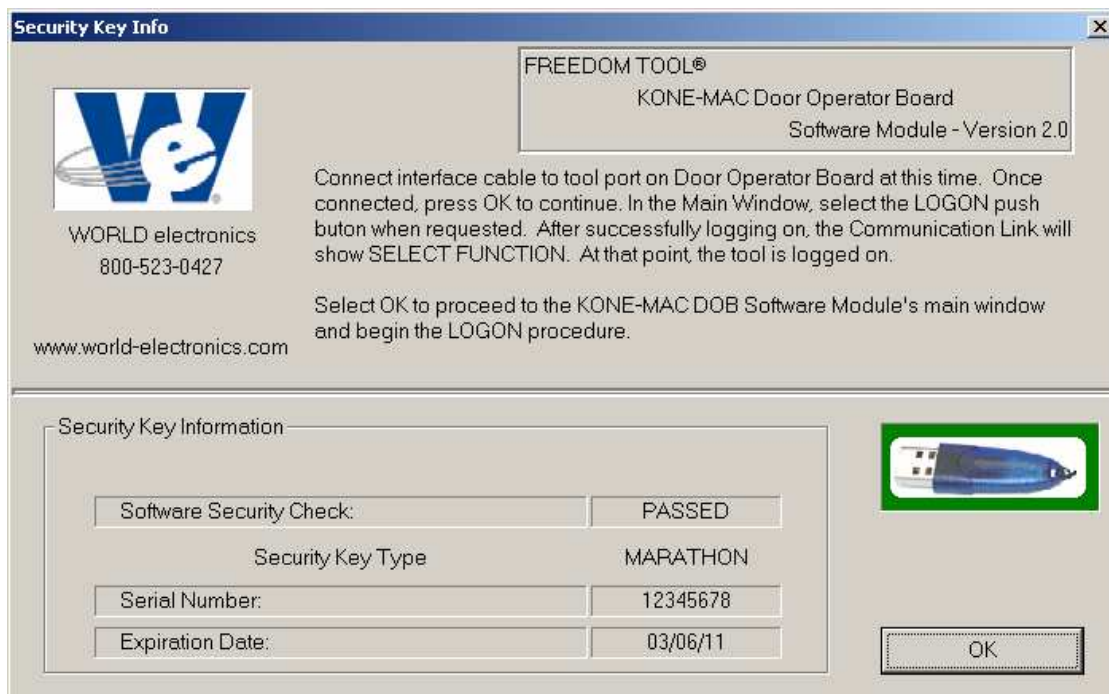 Security Key Info
FREEDOM TOOL®
KONE-MAC Door Operator Board
Software Module - Version 2.0
We
WORLD electronics
800-523-0427
www.world-electronics.com
Connect interface cable to tool port on Door Operator Board at this time. Once
connected, press OK to continue. In the Main Window, select the LOGON push
buton when requested. After successfully logging on, the Communication Link will
show SELECT FUNCTION. At that point, the tool is logged on.
Select OK to proceed to the KONE-MAC DOB Software Module's main window
and begin the LOGON procedure.
Security Key Information
Software Security Check: PASSED
Security Key Type MARATHON
Serial Number: 12345678
Expiration Date: 03/06/11
OK